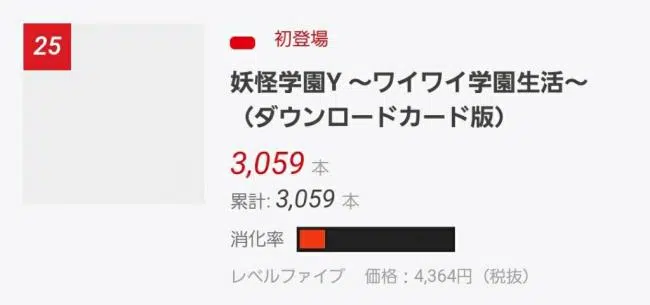 25
初登場
妖怪学園Y ～ワイワイ学園生活～
（ダウンロードカード版）
3,059 本
累計: 3,059 本
消化率
レベルファイブ 価格：4,364円（税抜）